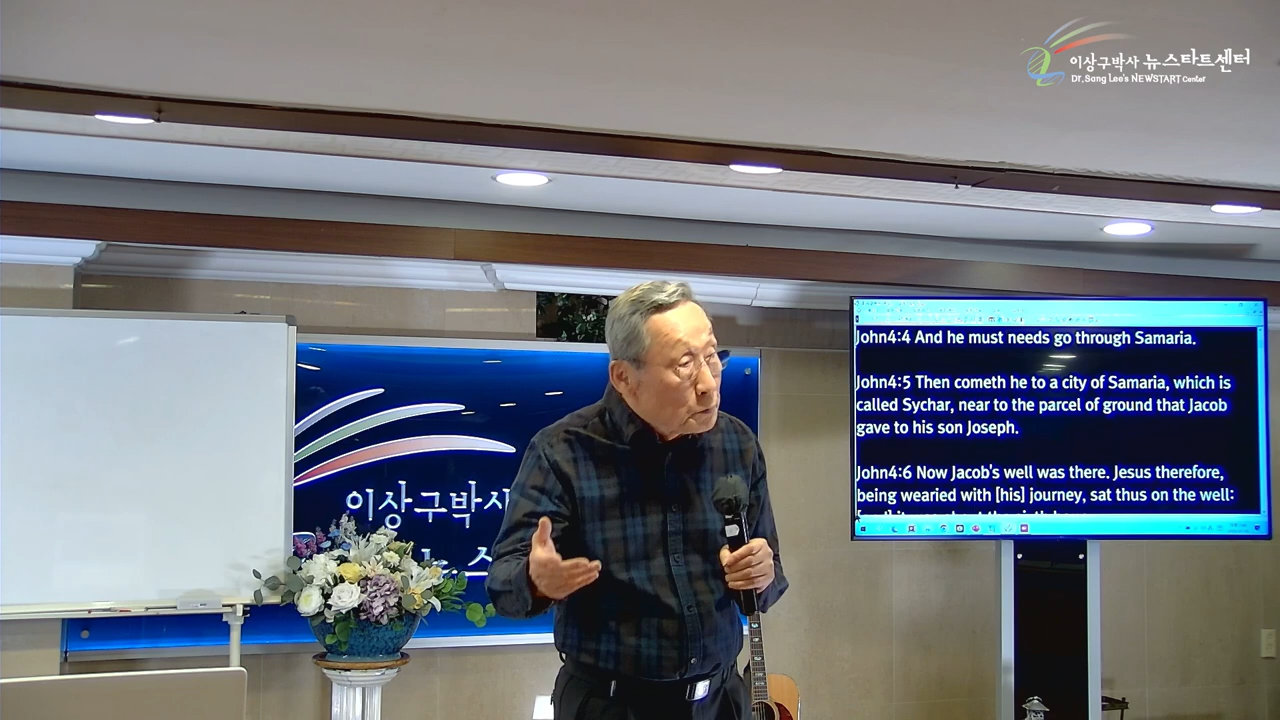 이상구박사 뉴스타트센터
Dr. Sang Lee's NEWSTART Center
John4:4 And he must needs go through Samaria.
John4:5 Then cometh he to a city of Samaria, which is
called Sychar, near to the parcel of ground that Jacob
gave to his son Joseph.
John4:6 Now Jacob's well was there. Jesus therefore,
being wearied with [his] journey, sat thus on the well:
이상구박사